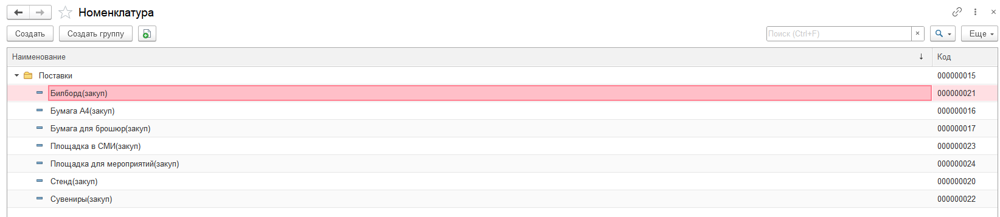 Номенклатура
Создать Создать группу Поиск (Ctrl+F) × Еще
Наименование ↓ Код
Поставки 000000015
Билборд(закуп) 000000021
Бумага А4(закуп) 000000016
Бумага для брошюр(закуп) 000000017
Площадка в СМИ(закуп) 000000023
Площадка для мероприятий(закуп) 000000024
Стенд(закуп) 000000020
Сувениры(закуп) 000000022